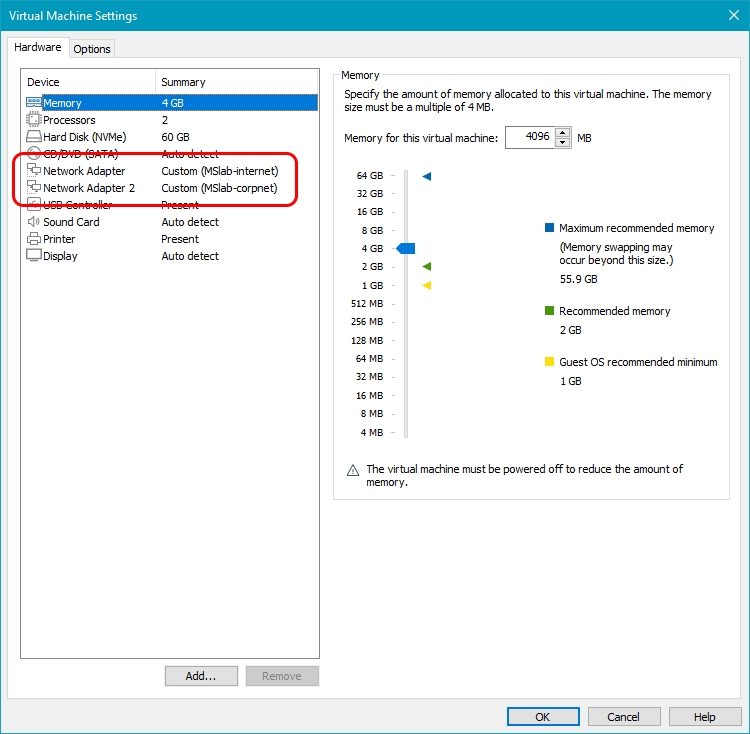 Virtual Machine Settings
Hardware Options
Device Summary
Memory 4 GB
Processors 2
Hard Disk (NVMe) 60 GB
CD/DVD (SATA) Auto detect
Network Adapter Custom (MSlab-internet)
Network Adapter 2 Custom (MSlab-corpnet)
USB Controller Present
Sound Card Auto detect
Printer Present
Display Auto detect
Add... Remove
Memory
Specify the amount of memory allocated to this virtual machine. The memory
size must be a multiple of 4 MB.
Memory for this virtual machine: 4096 MB
64 GB
32 GB
16 GB
8 GB
4 GB
2 GB
1 GB
512 MB
256 MB
128 MB
64 MB
32 MB
16 MB
8 MB
4 MB
Maximum recommended memory
(Memory swapping may
occur beyond this size.)
55.9 GB
Recommended memory
2 GB
Guest OS recommended minimum
1 GB
The virtual machine must be powered off to reduce the amount of
memory.
OK Cancel Help